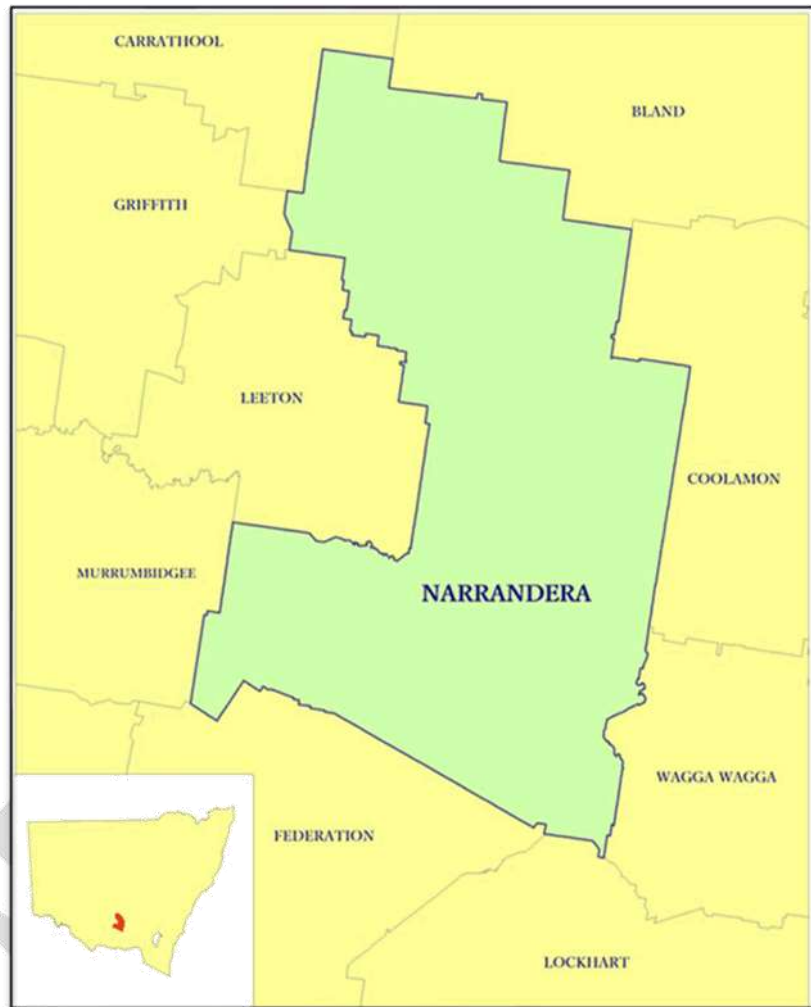 CARRATHOOL
BLAND
GRIFFITH
LEETON
COOLAMON
MURRUMBIDGEE
NARRANDERA
WAGGA WAGGA
FEDERATION
LOCKHART